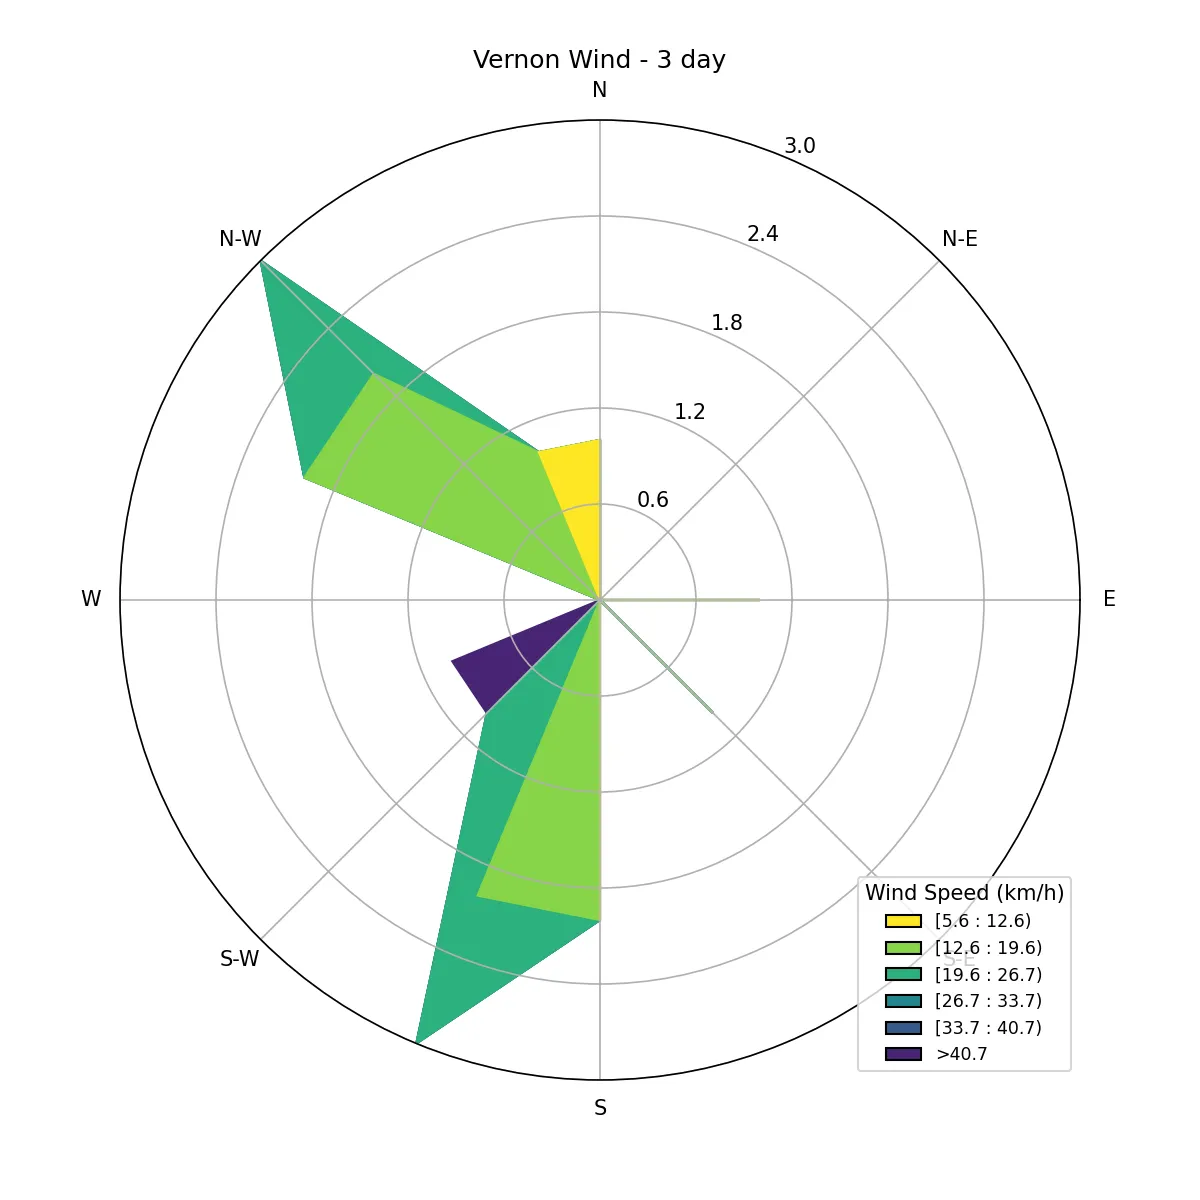 Vernon Wind - 3 day
N
3.0
N-W
N-E
2.4
1.8
1.2
0.6
W
E
S-W
S-E
S
Wind Speed (km/h)
[5.6 : 12.6)
[12.6 : 19.6)
[19.6 : 26.7)
[26.7 : 33.7)
[33.7 : 40.7)
>40.7